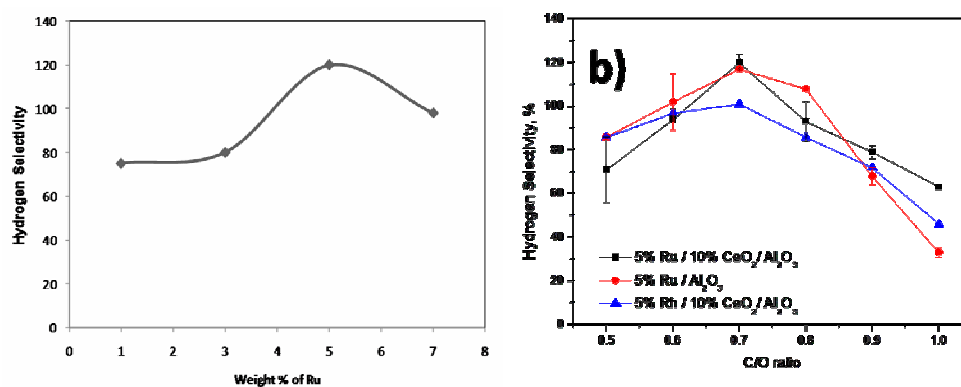 140
120
100
80
60
40
20
0
Hydrogen Selectivity
0 1 2 3 4 5 6 7 8
Weight % of Ru
b)
140
120
100
80
60
40
20
0
Hydrogen Selectivity, %
5% Ru / 10% CeO₂/ Al₂O₃
5% Ru / Al₂O₃
5% Rh / 10% CeO₂/ Al₂O₃
0.5 0.6 0.7 0.8 0.9 1.0
C/O ratio